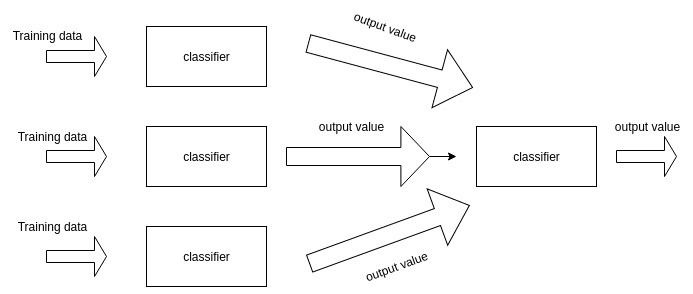 Training data
classifier
output value
Training data
classifier
output value
classifier
output value
Training data
classifier
output value